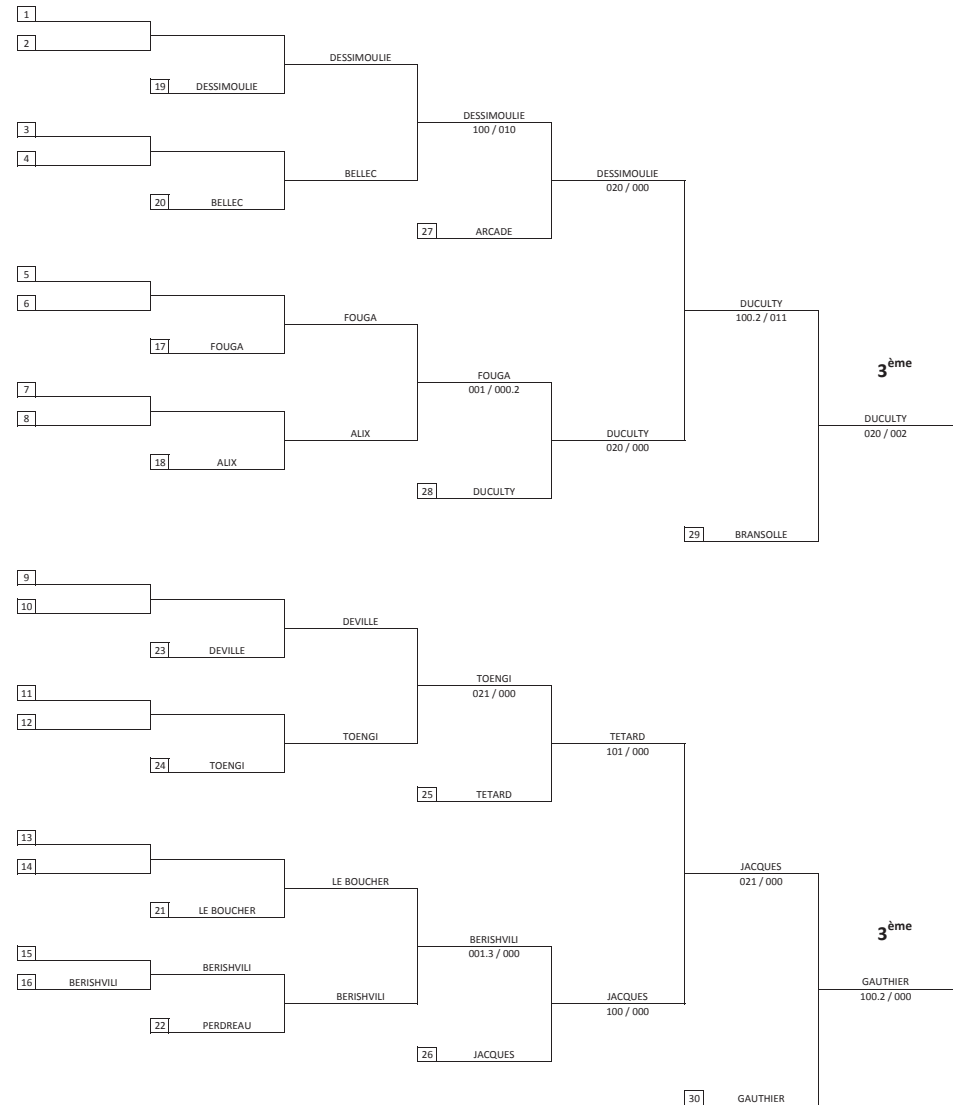 1
2
DESSIMOULIE
19 DESSIMOULIE
DESSIMOULIE
100 / 010
3
4
BELLEC
DESSIMOULIE
020 / 000
20 BELLEC
27 ARCADE
5
6
DUCULTY
100.2 / 011
FOUGA
17 FOUGA
3ème
FOUGA
001 / 000.2
7
8
DUCULTY
020 / 002
ALIX
DUCULTY
020 / 000
18 ALIX
28 DUCULTY
29 BRANSOLLE
9
10
DEVILLE
23 DEVILLE
TOENGI
021 / 000
11
12
TOENGI
TETARD
101 / 000
24 TOENGI
25 TETARD
13
14
JACQUES
021 / 000
LE BOUCHER
21 LE BOUCHER
3ème
BERISHVILI
001.3 / 000
15
BERISHVILI
16 BERISHVILI
GAUTHIER
100.2 / 000
BERISHVILI
JACQUES
100 / 000
22 PERDREAU
26 JACQUES
30 GAUTHIER